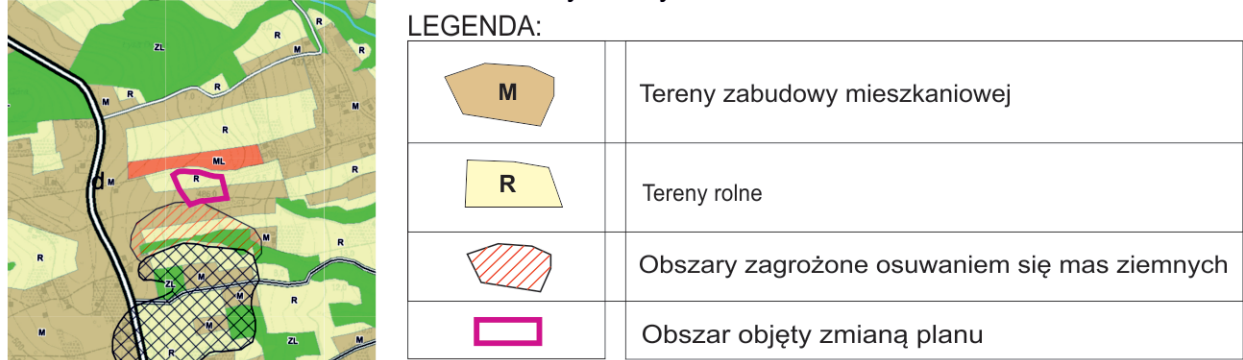 LEGENDA:
M
Tereny zabudowy mieszkaniowej
R
Tereny rolne
Obszary zagrożone osuwaniem się mas ziemnych
Obszar objęty zmianą planu
R
ZL
R
M
R
R
R
M
M
R
ML
R
R
d
M
M
R
R
ZL
M
M
R
M
M
ZL
M
R